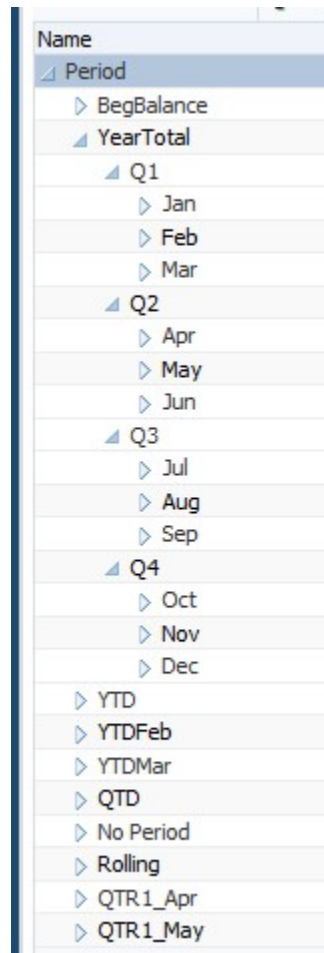 Name
Period
BegBalance
YearTotal
Q1
Jan
Feb
Mar
Q2
Apr
May
Jun
Q3
Jul
Aug
Sep
Q4
Oct
Nov
Dec
YTD
YTDFeb
YTDMar
QTD
No Period
Rolling
QTR1_Apr
QTR1_May